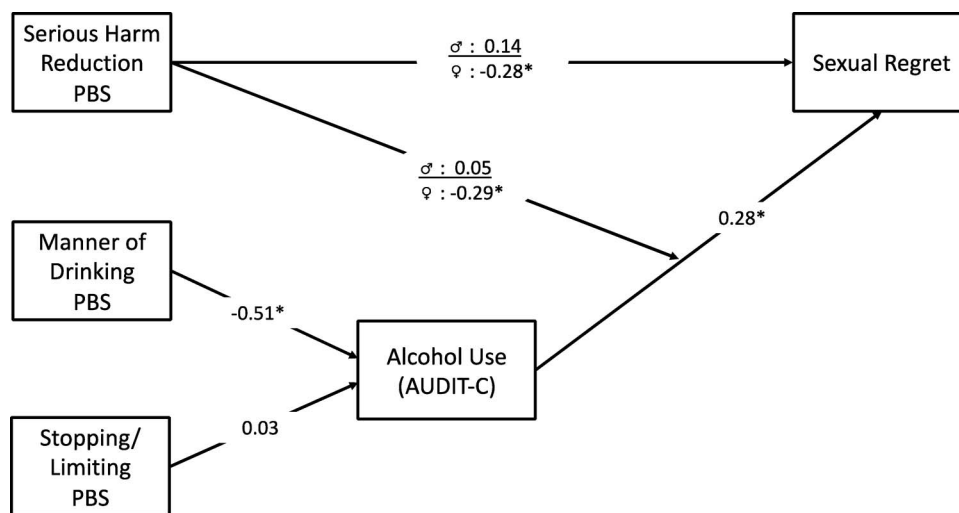 Serious Harm
Reduction
PBS
♂ : 0.14
♀ : -0.28*
Sexual Regret
♂ : 0.05
♀ : -0.29*
0.28*
Manner of
Drinking
PBS
-0.51*
Alcohol Use
(AUDIT-C)
0.03
Stopping/
Limiting
PBS